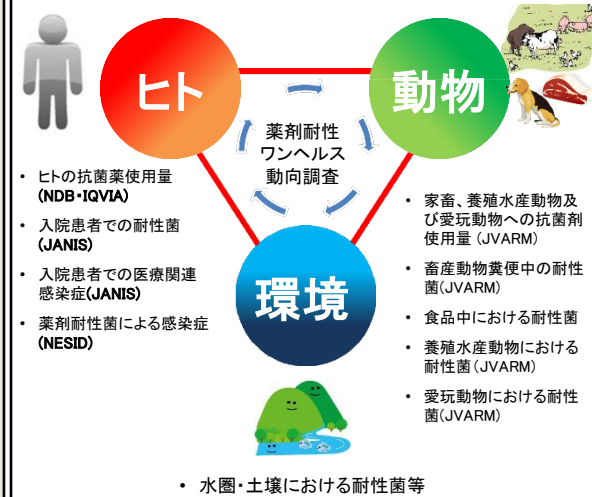 ヒト
動物
薬剤耐性
ワンヘルス
動向調査
環境
• ヒトの抗菌薬使用量
(NDB・IQVIA)
• 入院患者での耐性菌
(JANIS)
• 入院患者での医療関連
感染症(JANIS)
• 薬剤耐性菌による感染症
(NESID)
• 家畜、養殖水産動物及
び愛玩動物への抗菌剤
使用量 (JVARM)
• 畜産動物糞便中の耐性
菌(JVARM)
• 食品中における耐性菌
• 養殖水産動物における
耐性菌(JVARM)
• 愛玩動物における耐性
菌(JVARM)
• 水圏・土壌における耐性菌等